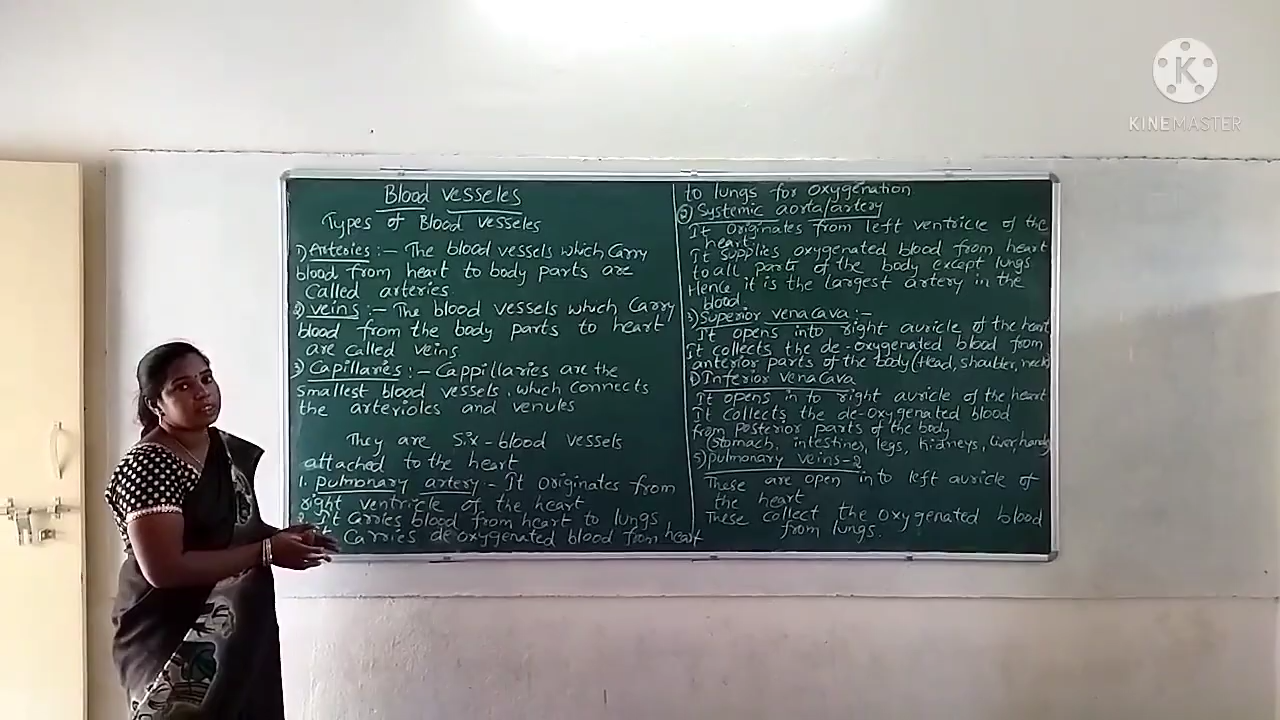 Blood vesseles
Types of Blood vesseles
1) Arteries :- The blood vessels which Carry
blood from heart to body parts are
Called arteries.
2) veins :- The blood vessels which Carry
blood from the body parts to heart
are called veins
3) Capillaries :- Cappillaries are the
smallest blood vessels, which connects
the arterioles and venules
They are Six - blood vessels
attached to the heart
1. pulmonary artery - It originates from
right ventricle of the heart
2. It Carries blood from heart to lungs
Carries deoxygenated blood from heart
to lungs for oxygenation
2) Systemic aorta/artery
It originates from left ventricle of the
heart.
It supplies oxygenated blood from heart
to all parts of the body except lungs
Hence it is the largest artery in the
blood.
3) Superior venacava :-
It opens into right auricle of the heart
It collects the de-oxygenated blood from
anterior parts of the body (Head, shoulder, neck)
Inferior venacava
It opens in to right auricle of the heart
It collects the de-oxygenated blood
from posterior parts of the body
(stomach, intestines, legs, kidneys, liver, hands)
5) pulmonary veins-2
These are open in to left auricle of
the heart
These collect the oxygenated blood
from lungs.
K
KINEMASTER